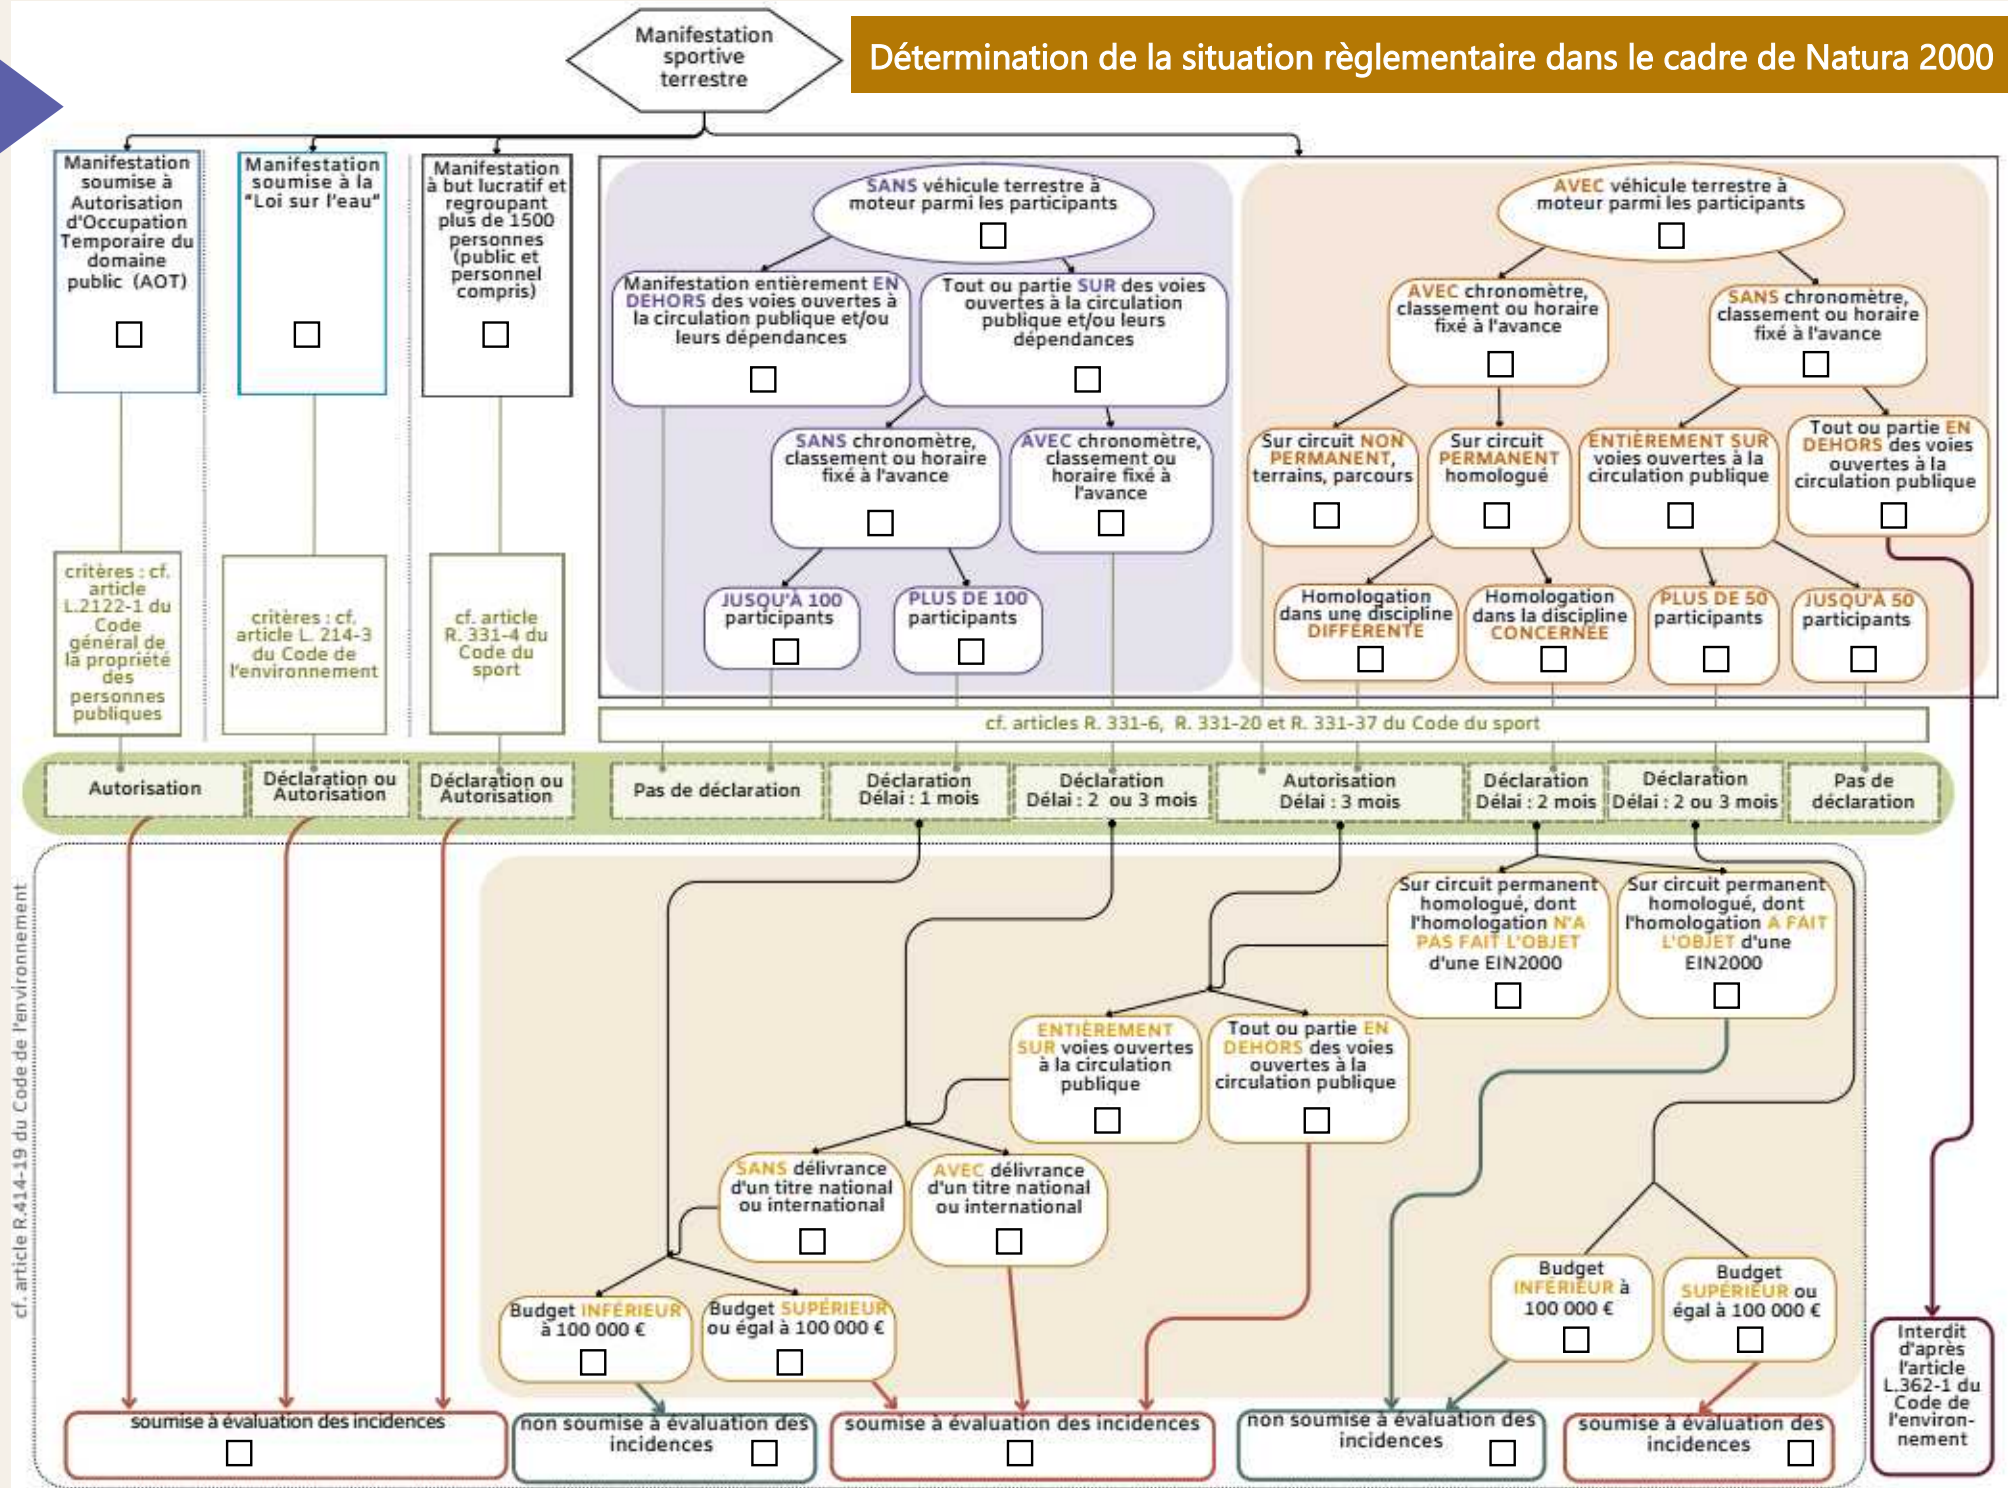 Manifestation
sportive
terrestre
Détermination de la situation règlementaire dans le cadre de Natura 2000
Manifestation
soumise à
Autorisation
d'Occupation
Temporaire du
domaine
public (AOT)
Manifestation
soumise à la
"Loi sur l'eau"
Manifestation
à but lucratif et
regroupant
plus de 1500
personnes
(public et
personnel
compris)
SANS véhicule terrestre à
moteur parmi les participants
AVEC véhicule terrestre à
moteur parmi les participants
Manifestation entièrement EN
DEHORS des voies ouvertes à
la circulation publique et/ou
leurs dépendances
Tout ou partie SUR des voies
ouvertes à la circulation
publique et/ou leurs
dépendances
AVEC chronomètre,
classement ou horaire
fixé à l'avance
SANS chronomètre,
classement ou horaire
fixé à l'avance
SANS chronomètre,
classement ou horaire
fixé à l'avance
AVEC chronomètre,
classement ou
horaire fixé à
l'avance
Sur circuit NON
PERMANENT,
terrains, parcours
Sur circuit
PERMANENT
homologué
ENTIÈREMENT SUR
voies ouvertes à la
circulation publique
Tout ou partie EN
DEHORS des voies
ouvertes à la
circulation publique
JUSQU'À 100
participants
PLUS DE 100
participants
Homologation
dans une discipline
DIFFÉRENTE
Homologation
dans la discipline
CONCERNÉE
PLUS DE 50
participants
JUSQU'À 50
participants
critères : cf.
article
L.2122-1 du
Code
général de
la propriété
des
personnes
publiques
critères : cf.
article L. 214-3
du Code de
l'environnement
cf. article
R. 331-4 du
Code du
sport
cf. articles R. 331-6, R. 331-20 et R. 331-37 du Code du sport
Autorisation
Déclaration ou
Autorisation
Déclaration ou
Autorisation
Pas de déclaration
Déclaration
Délai : 1 mois
Déclaration
Délai : 2 ou 3 mois
Autorisation
Délai : 3 mois
Déclaration
Délai : 2 mois
Déclaration
Délai : 2 ou 3 mois
Pas de
déclaration
cf. article R.414-19 du Code de l'environnement
Sur circuit permanent
homologué, dont
l'homologation N'A
PAS FAIT L'OBJET
d'une EIN2000
Sur circuit permanent
homologué, dont
l'homologation A FAIT
L'OBJET d'une
EIN2000
ENTIÈREMENT
SUR voies ouvertes
à la circulation
publique
Tout ou partie EN
DEHORS des voies
ouvertes à la
circulation publique
SANS délivrance
d'un titre national
ou international
AVEC délivrance
d'un titre national
ou international
Budget INFÉRIEUR
à 100 000 €
Budget SUPÉRIEUR
ou égal à 100 000 €
Budget
INFÉRIEUR à
100 000 €
Budget
SUPÉRIEUR ou
égal à 100 000 €
soumise à évaluation des incidences
non soumise à évaluation des
incidences
soumise à évaluation des incidences
non soumise à évaluation des
incidences
soumise à évaluation des
incidences
Interdit
d'après
l'article
L.362-1 du
Code de
l'environ-
nement